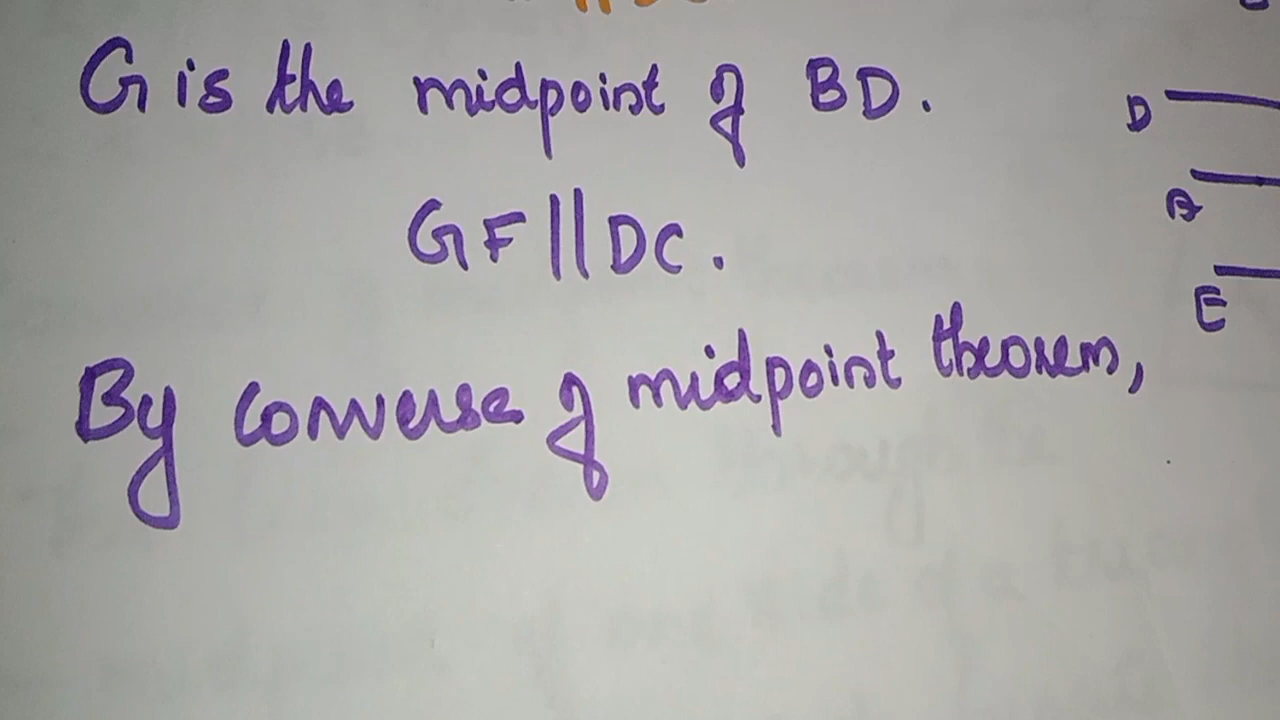 G is the midpoint of BD.
GF||DC.
By converse of midpoint theorem,
D
A
E